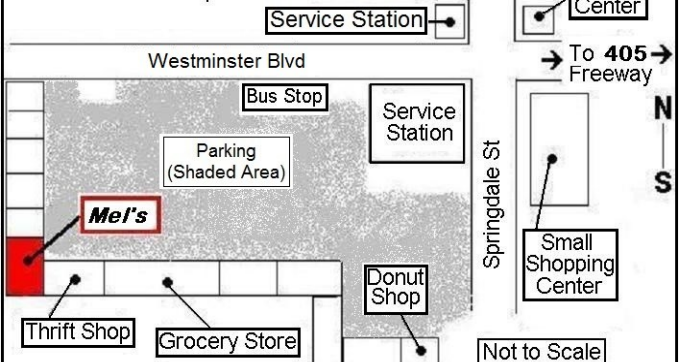 Service Station
Center
To 405
Freeway
Westminster Blvd
Bus Stop
Service
Station
N
S
Parking
(Shaded Area)
Springdale St
Mel's
Small
Shopping
Center
Donut
Shop
Thrift Shop
Grocery Store
Not to Scale